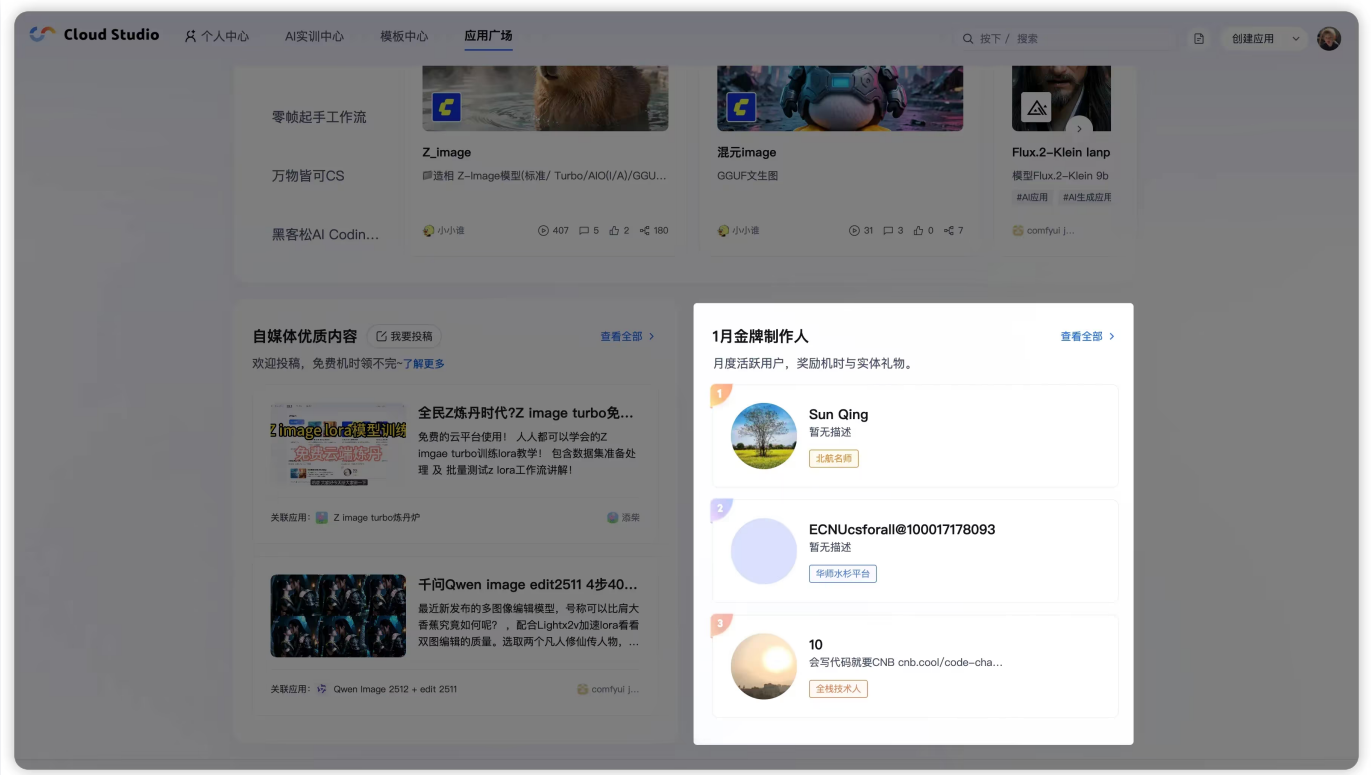 Cloud Studio
个人中心
AI实训中心
模板中心
应用广场
按下 / 搜索
创建应用
零帧起手工作流
万物皆可CS
黑客松AI Codin...
Z_image
造相 Z-Image模型(标准/ Turbo/AIO(I/A)/GGU...
小小谁
407
5
2
180
混元image
GGUF文生图
小小谁
31
3
0
7
Flux.2-Klein lanp
模型Flux.2-Klein 9b
#AI应用
#AI生成应用
comfyui j...
自媒体优质内容
我要投稿
查看全部
欢迎投稿，免费机时领不完~了解更多
Z image lora模型训练
免费云端炼丹
全民Z炼丹时代?Z image turbo免...
免费的云平台使用！ 人人都可以学会的Z
imgae turbo训练lora教学！ 包含数据集准备处
理 及 批量测试z lora工作流讲解！
关联应用：
Z image turbo炼丹炉
道柴
千问Qwen image edit2511 4步40...
最近新发布的多图像编辑模型，号称可以比肩大
香蕉究竟如何呢？ ，配合Lightx2v加速lora看看
双图编辑的质量。选取两个凡人修仙传人物，...
关联应用：
Qwen Image 2512 + edit 2511
comfyui j...
1月金牌制作人
查看全部
月度活跃用户，奖励机时与实体礼物。
1
Sun Qing
暂无描述
北航名师
2
ECNUcsforall@100017178093
暂无描述
华师水杉平台
3
10
会写代码就要CNB cnb.cool/code-cha...
全栈技术人